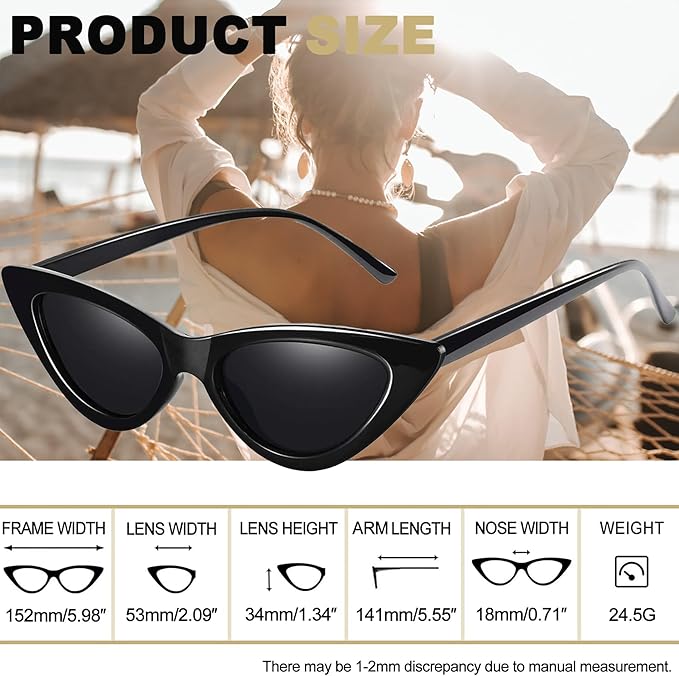 PRODUCT SIZE
FRAME WIDTH
152mm/5.98″
LENS WIDTH
53mm/2.09″
LENS HEIGHT
34mm/1.34″
ARM LENGTH
141mm/5.55″
NOSE WIDTH
18mm/0.71″
WEIGHT
24.5G
There may be 1-2mm discrepancy due to manual measurement.